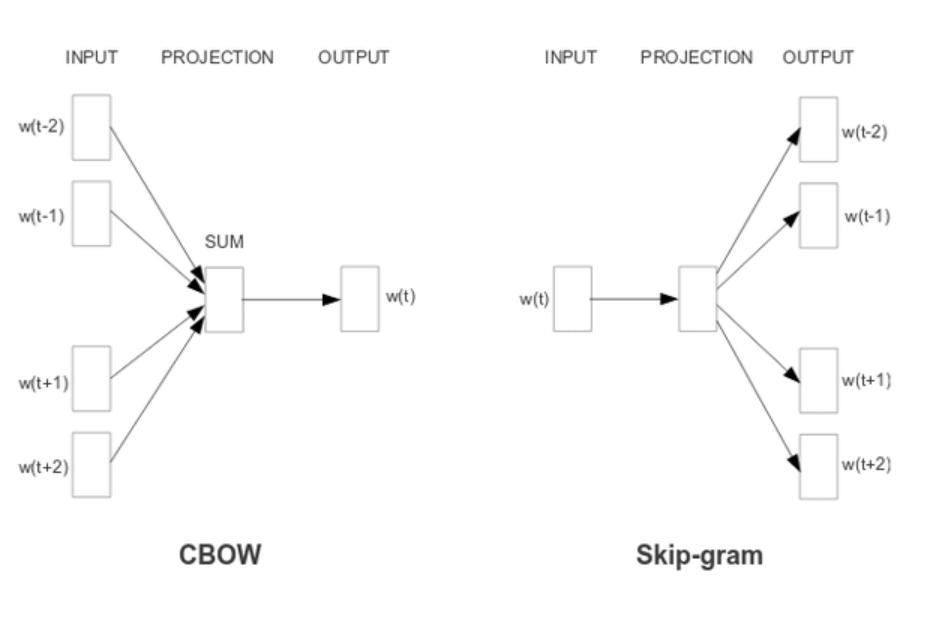 INPUT PROJECTION OUTPUT
w(t-2)
w(t-1)
SUM
w(t)
w(t+1)
w(t+2)
CBOW
INPUT PROJECTION OUTPUT
w(t-2)
w(t-1)
w(t)
w(t+1)
w(t+2)
Skip-gram